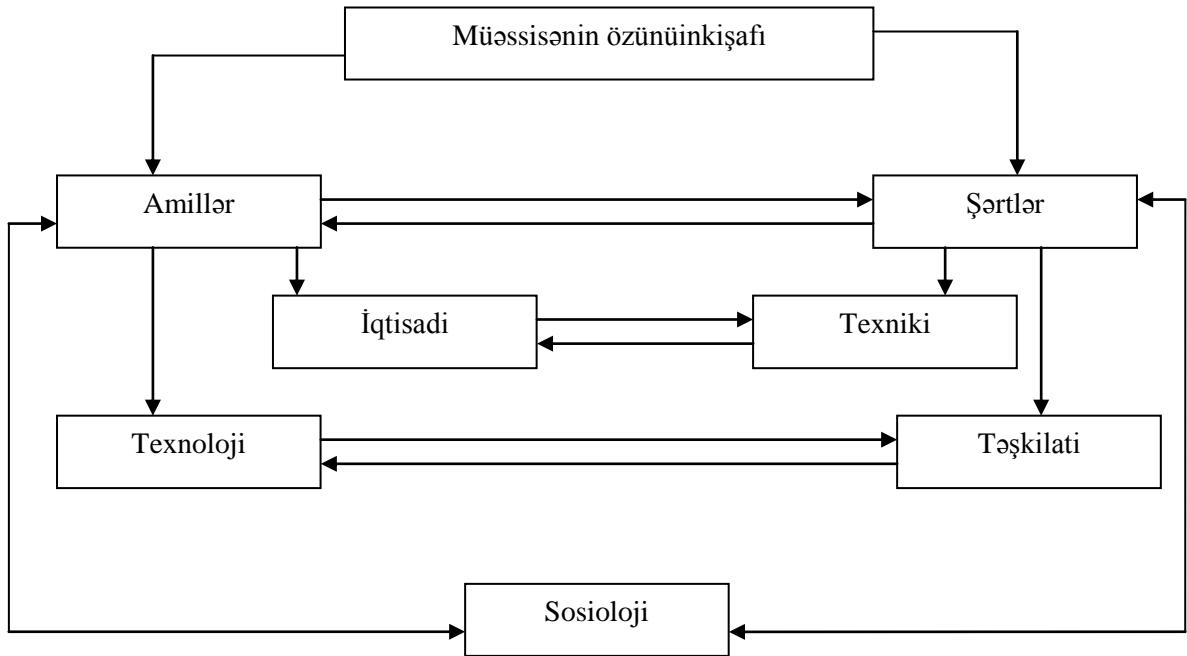 Müəssisənin özünüinkişafı
Amillər
Şərtlər
İqtisadi
Texniki
Texnoloji
Təşkilati
Sosioloji